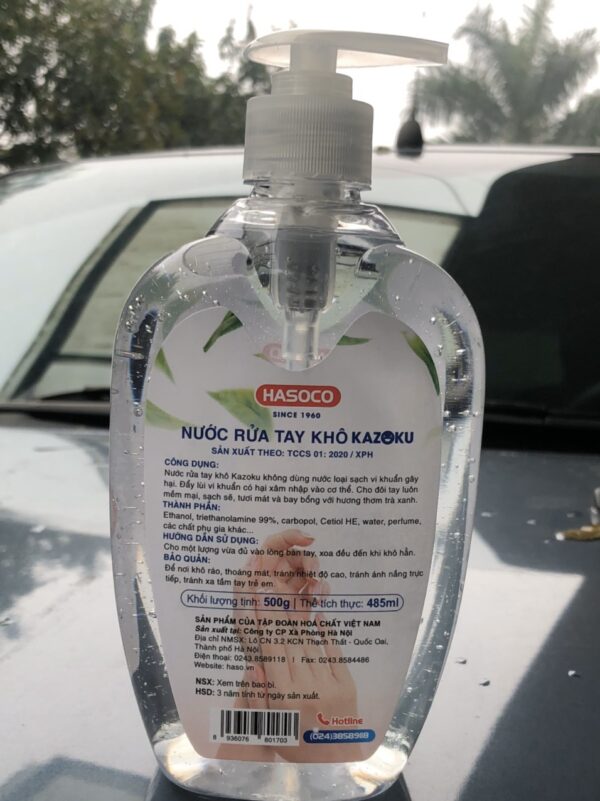 HASOCO
SINCE 1960
NƯỚC RỬA TAY KHÔ KAZOKU
SẢN XUẤT THEO: TCCS 01: 2020 / XPH
CÔNG DỤNG:
Nước rửa tay khô Kazoku không dùng nước loại sạch vi khuẩn gây
hại. Đẩy lùi vi khuẩn có hại xâm nhập vào cơ thể. Cho đôi tay luôn
mềm mại, sạch sẽ, tươi mát và bay bổng với hương thơm trà xanh.
THÀNH PHẦN:
Ethanol, triethanolamine 99%, carbopol, Cetiol HE, water, perfume,
các chất phụ gia khác...
HƯỚNG DẪN SỬ DỤNG:
Cho một lượng vừa đủ vào lòng bàn tay, xoa đều đến khi khô hẳn.
BẢO QUẢN:
Để nơi khô ráo, thoáng mát, tránh nhiệt độ cao, tránh ánh nắng trực
tiếp, tránh xa tầm tay trẻ em.
Khối lượng tịnh: 500g | Thể tích thực: 485ml
SẢN PHẨM CỦA TẬP ĐOÀN HOÁ CHẤT VIỆT NAM
Sản xuất tại: Công ty CP Xà Phòng Hà Nội
Địa chỉ NMSX: Lô CN 3.2 KCN Thạch Thất - Quốc Oai,
Thành phố Hà Nội
Điện thoại: 0243.8589118 | Fax: 0243.8584486
Website: haso.vn
NSX: Xem trên bao bì.
HSD: 3 năm tính từ ngày sản xuất.
Hotline
(024)38589118
8 936076 801703